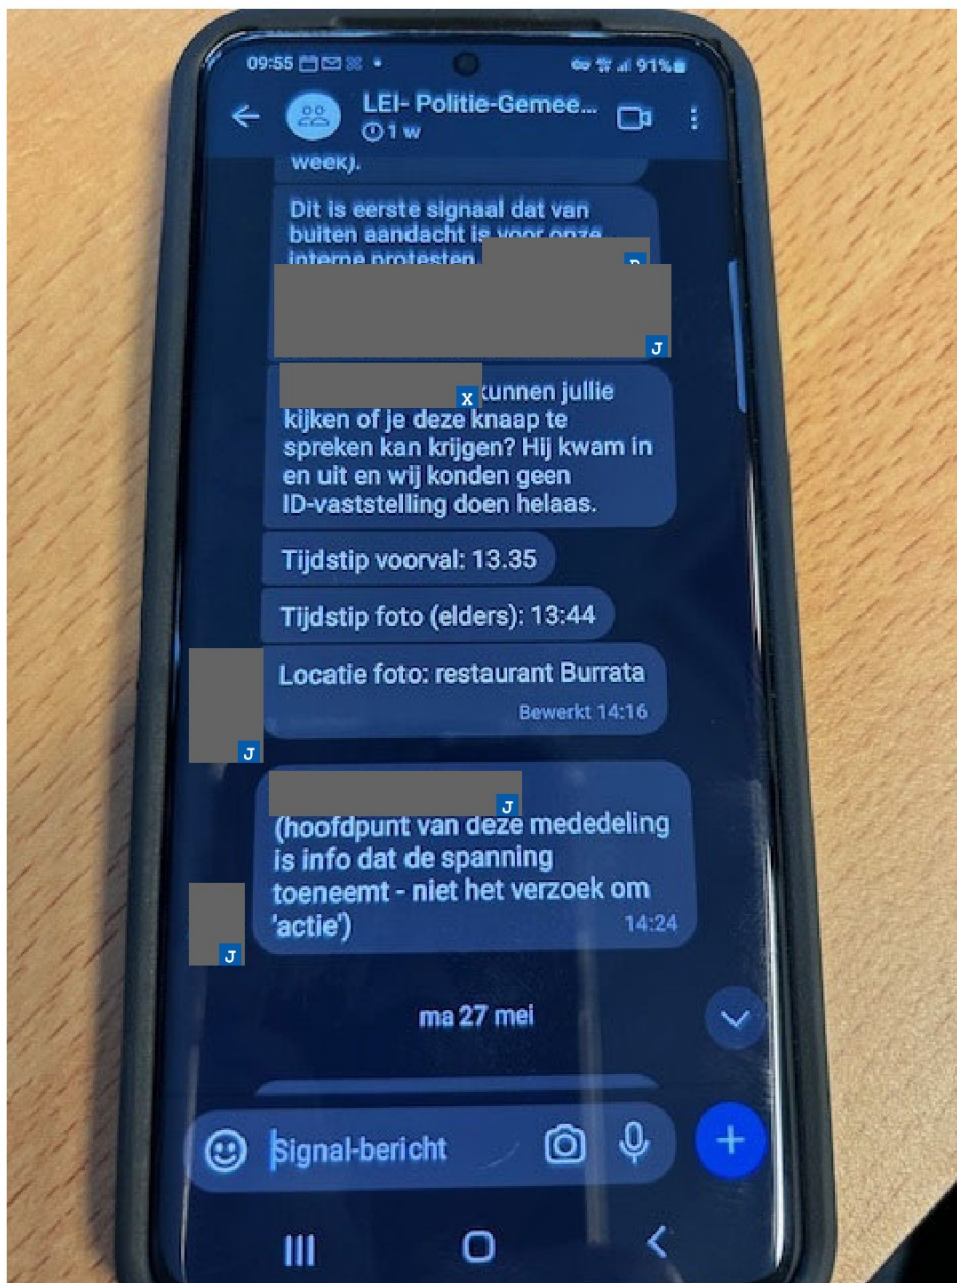 09:55
91%
LEI- Politie-Gemee...
1 w
week).
Dit is eerste signaal dat van
buiten aandacht is voor onze
interne protesten
J
X kunnen jullie
kijken of je deze knaap te
spreken kan krijgen? Hij kwam in
en uit en wij konden geen
ID-vaststelling doen helaas.
Tijdstip voorval: 13.35
Tijdstip foto (elders): 13:44
Locatie foto: restaurant Burrata
Bewerkt 14:16
J
J
(hoofdpunt van deze mededeling
is info dat de spanning
toeneemt - niet het verzoek om
'actie')
14:24
J
ma 27 mei
Signal-bericht